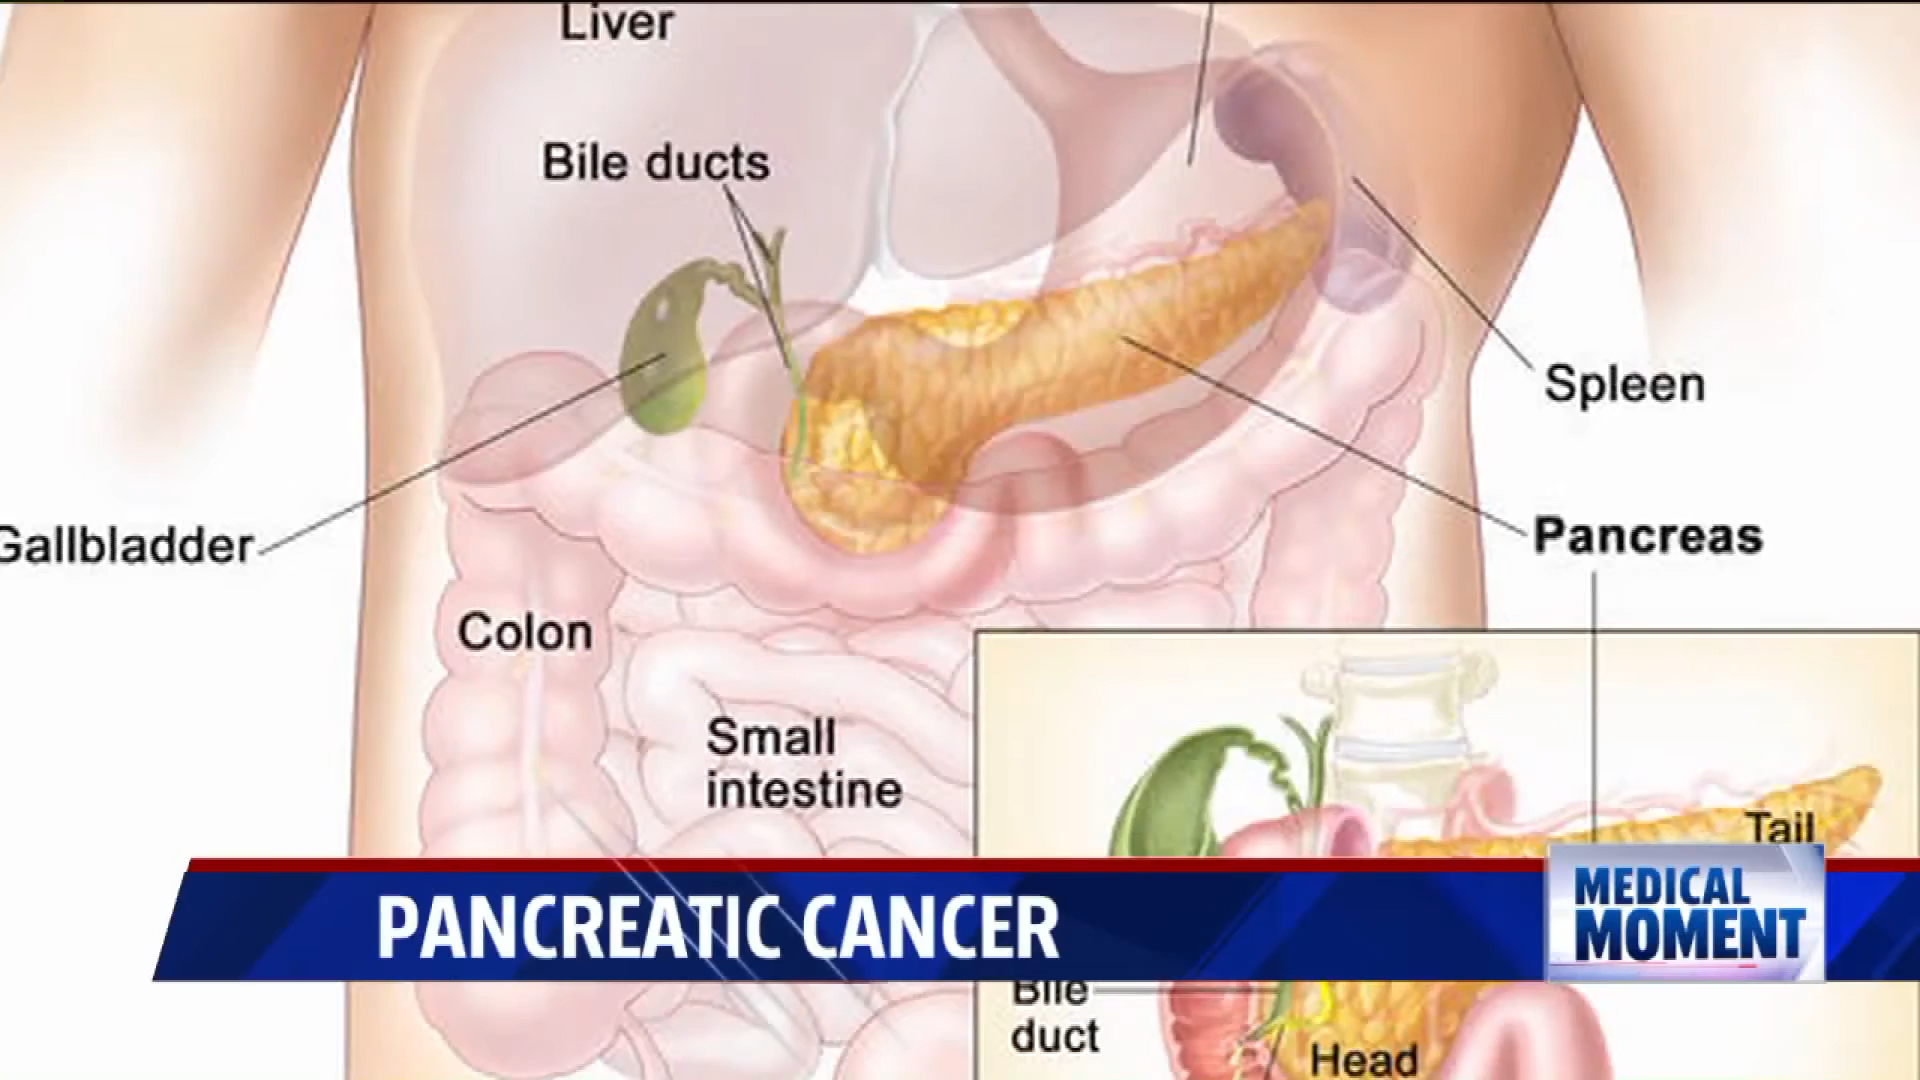 Liver
Bile ducts
Spleen
Pancreas
Gallbladder
Colon
Small
intestine
Tail
PANCREATIC CANCER
MEDICAL
MOMENT
Bile
duct
Head